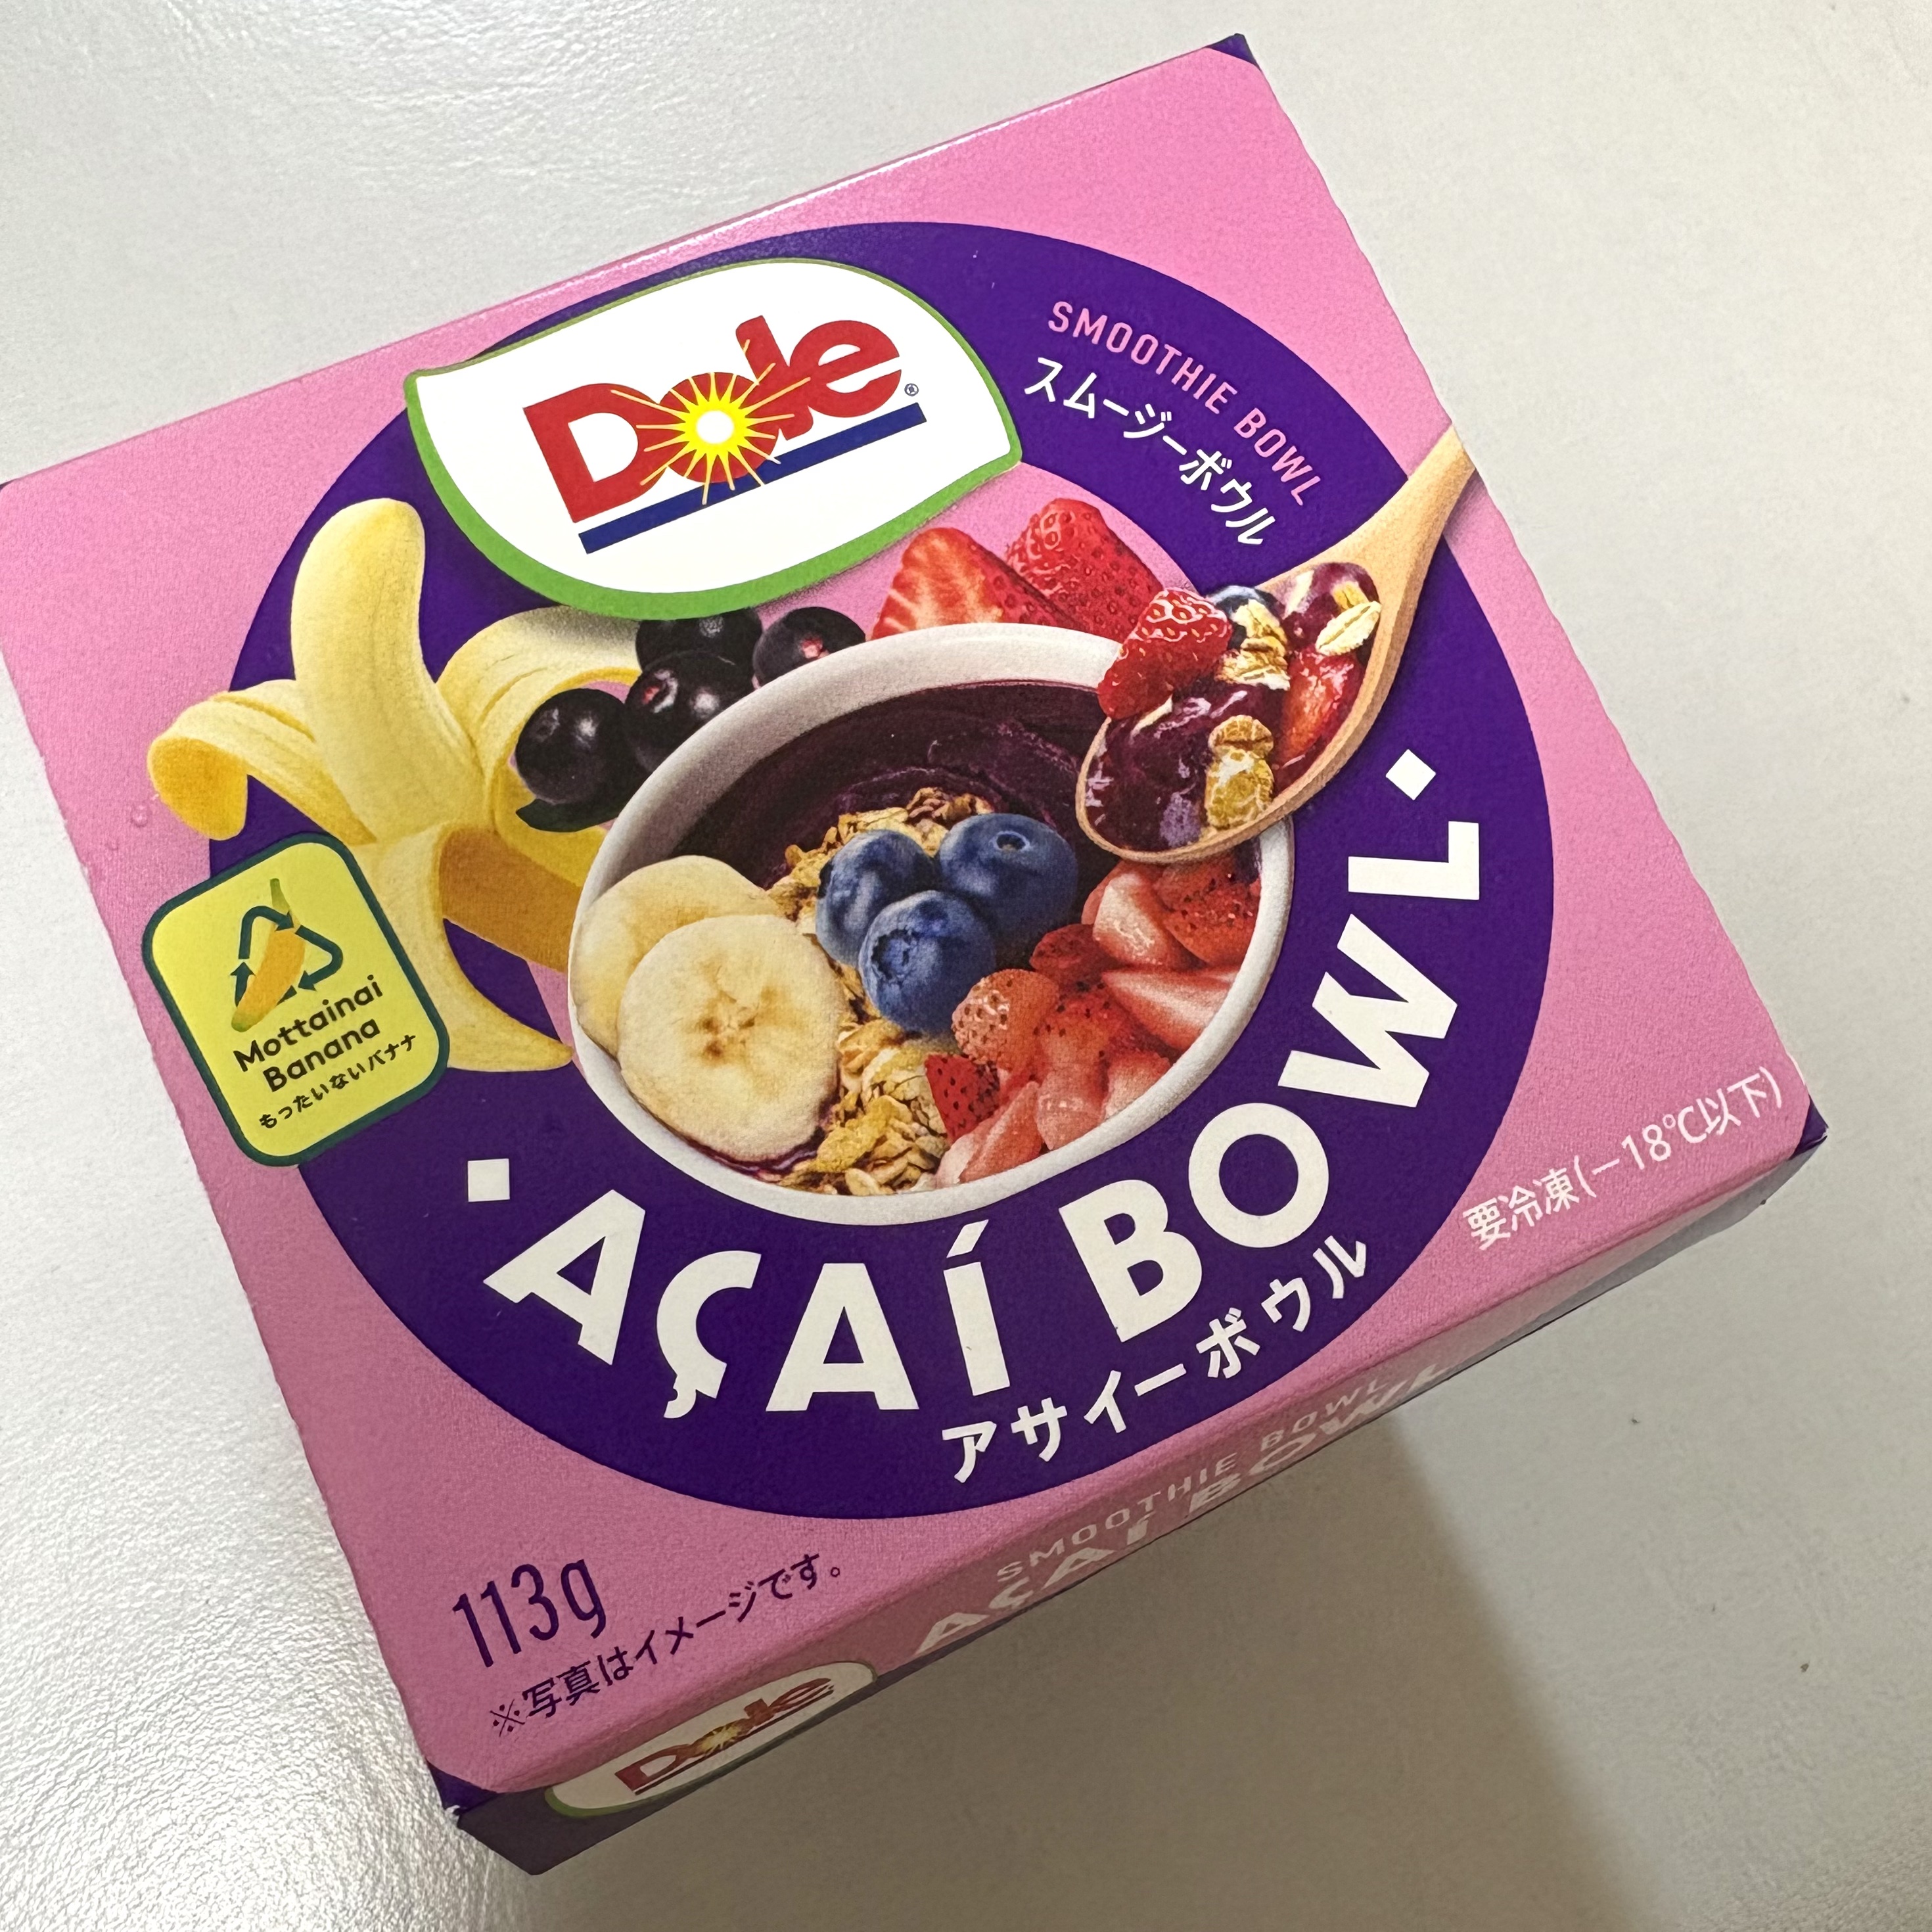 Dole®
SMOOTHIE BOWL
スムージーボウル
Mottainai
Banana
もったいないバナナ
AÇAÍ BOWL
アサイーボウル
要冷凍(－18℃以下)
113g
※写真はイメージです。
SMOOTHIE BOWL
AÇAÍ BOWL
Dole